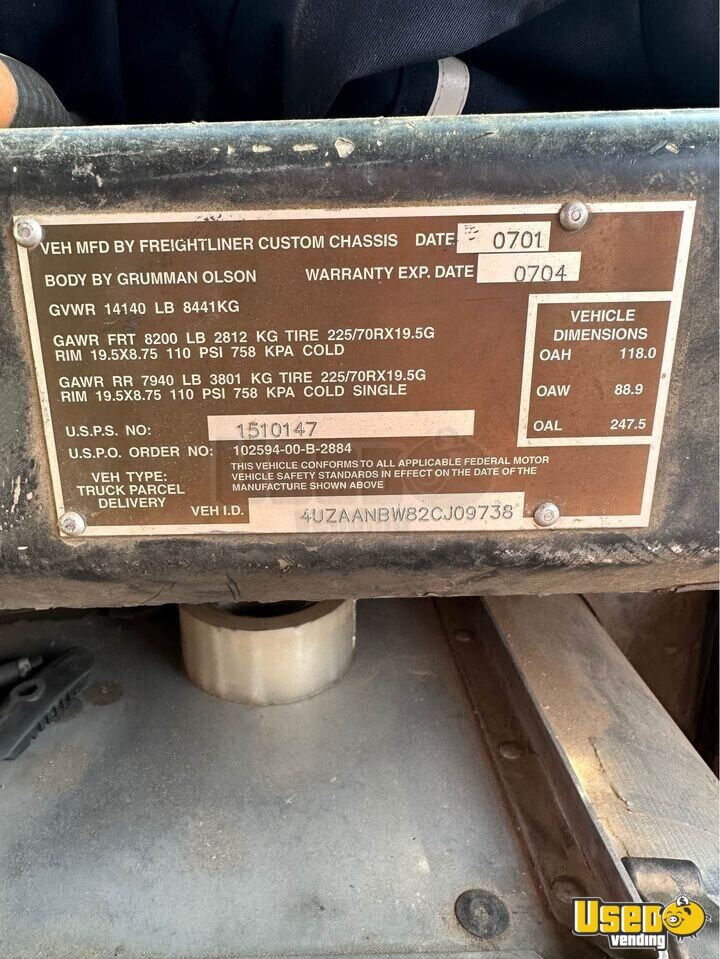 VEH MFD BY FREIGHTLINER CUSTOM CHASSIS DATE 0701
BODY BY GRUMMAN OLSON WARRANTY EXP. DATE 0704
GVWR 14140 LB 8441KG
GAWR FRT 8200 LB 2812 KG TIRE 225/70RX19.5G
RIM 19.5X8.75 110 PSI 758 KPA COLD
GAWR RR 7940 LB 3801 KG TIRE 225/70RX19.5G
RIM 19.5X8.75 110 PSI 758 KPA COLD SINGLE
VEHICLE
DIMENSIONS
OAH 118.0
OAW 88.9
OAL 247.5
U.S.P.S. NO: 1510147
U.S.P.O. ORDER NO: 102594-00-B-2884
VEH TYPE:
TRUCK PARCEL
DELIVERY
THIS VEHICLE CONFORMS TO ALL APPLICABLE FEDERAL MOTOR
VEHICLE SAFETY STANDARDS IN EFFECT ON THE DATE OF THE
MANUFACTURE SHOWN ABOVE
VEH I.D. 4UZAANBW82CJ09738
Used
vending